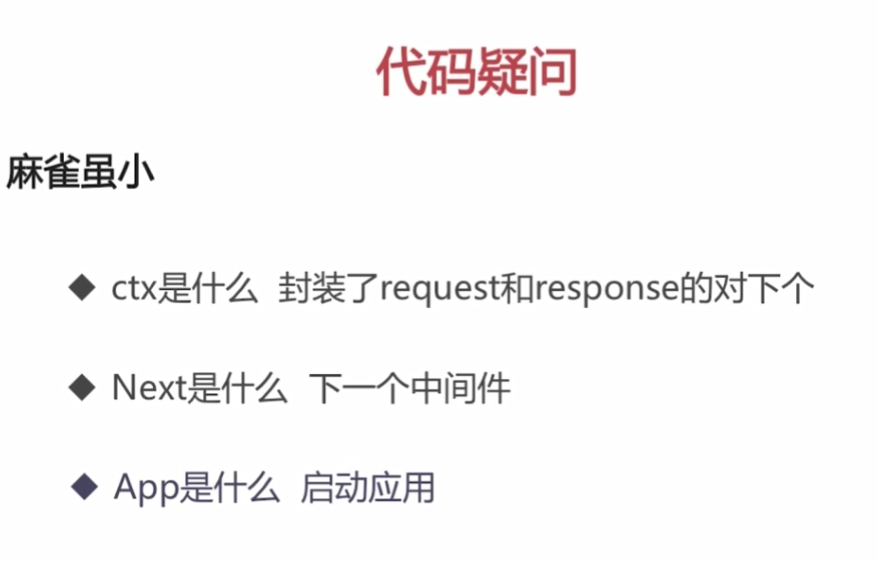 代码疑问
麻雀虽小
◆ ctx是什么 封装了request和response的对下个
◆ Next是什么 下一个中间件
◆ App是什么 启动应用